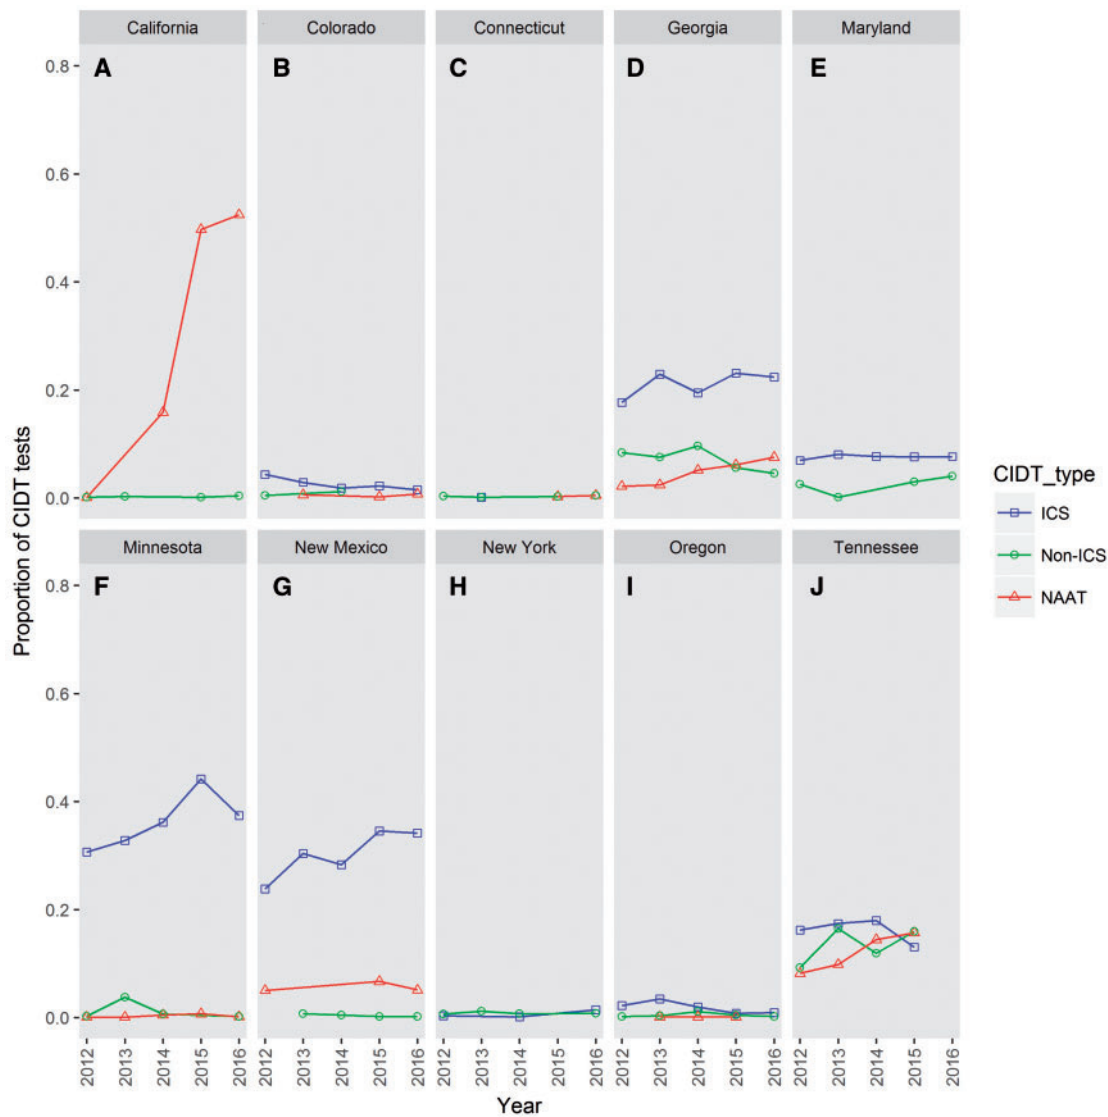 California
Colorado
Connecticut
Georgia
Maryland
A
B
C
D
E
0.8
0.6
0.4
0.2
0.0
Minnesota
New Mexico
New York
Oregon
Tennessee
F
G
H
I
J
0.8
0.6
0.4
0.2
0.0
Proportion of CIDT tests
2012 2013 2014 2015 2016
2012 2013 2014 2015 2016
2012 2013 2014 2015 2016
2012 2013 2014 2015 2016
2012 2013 2014 2015 2016
Year
CIDT_type
ICS
Non-ICS
NAAT